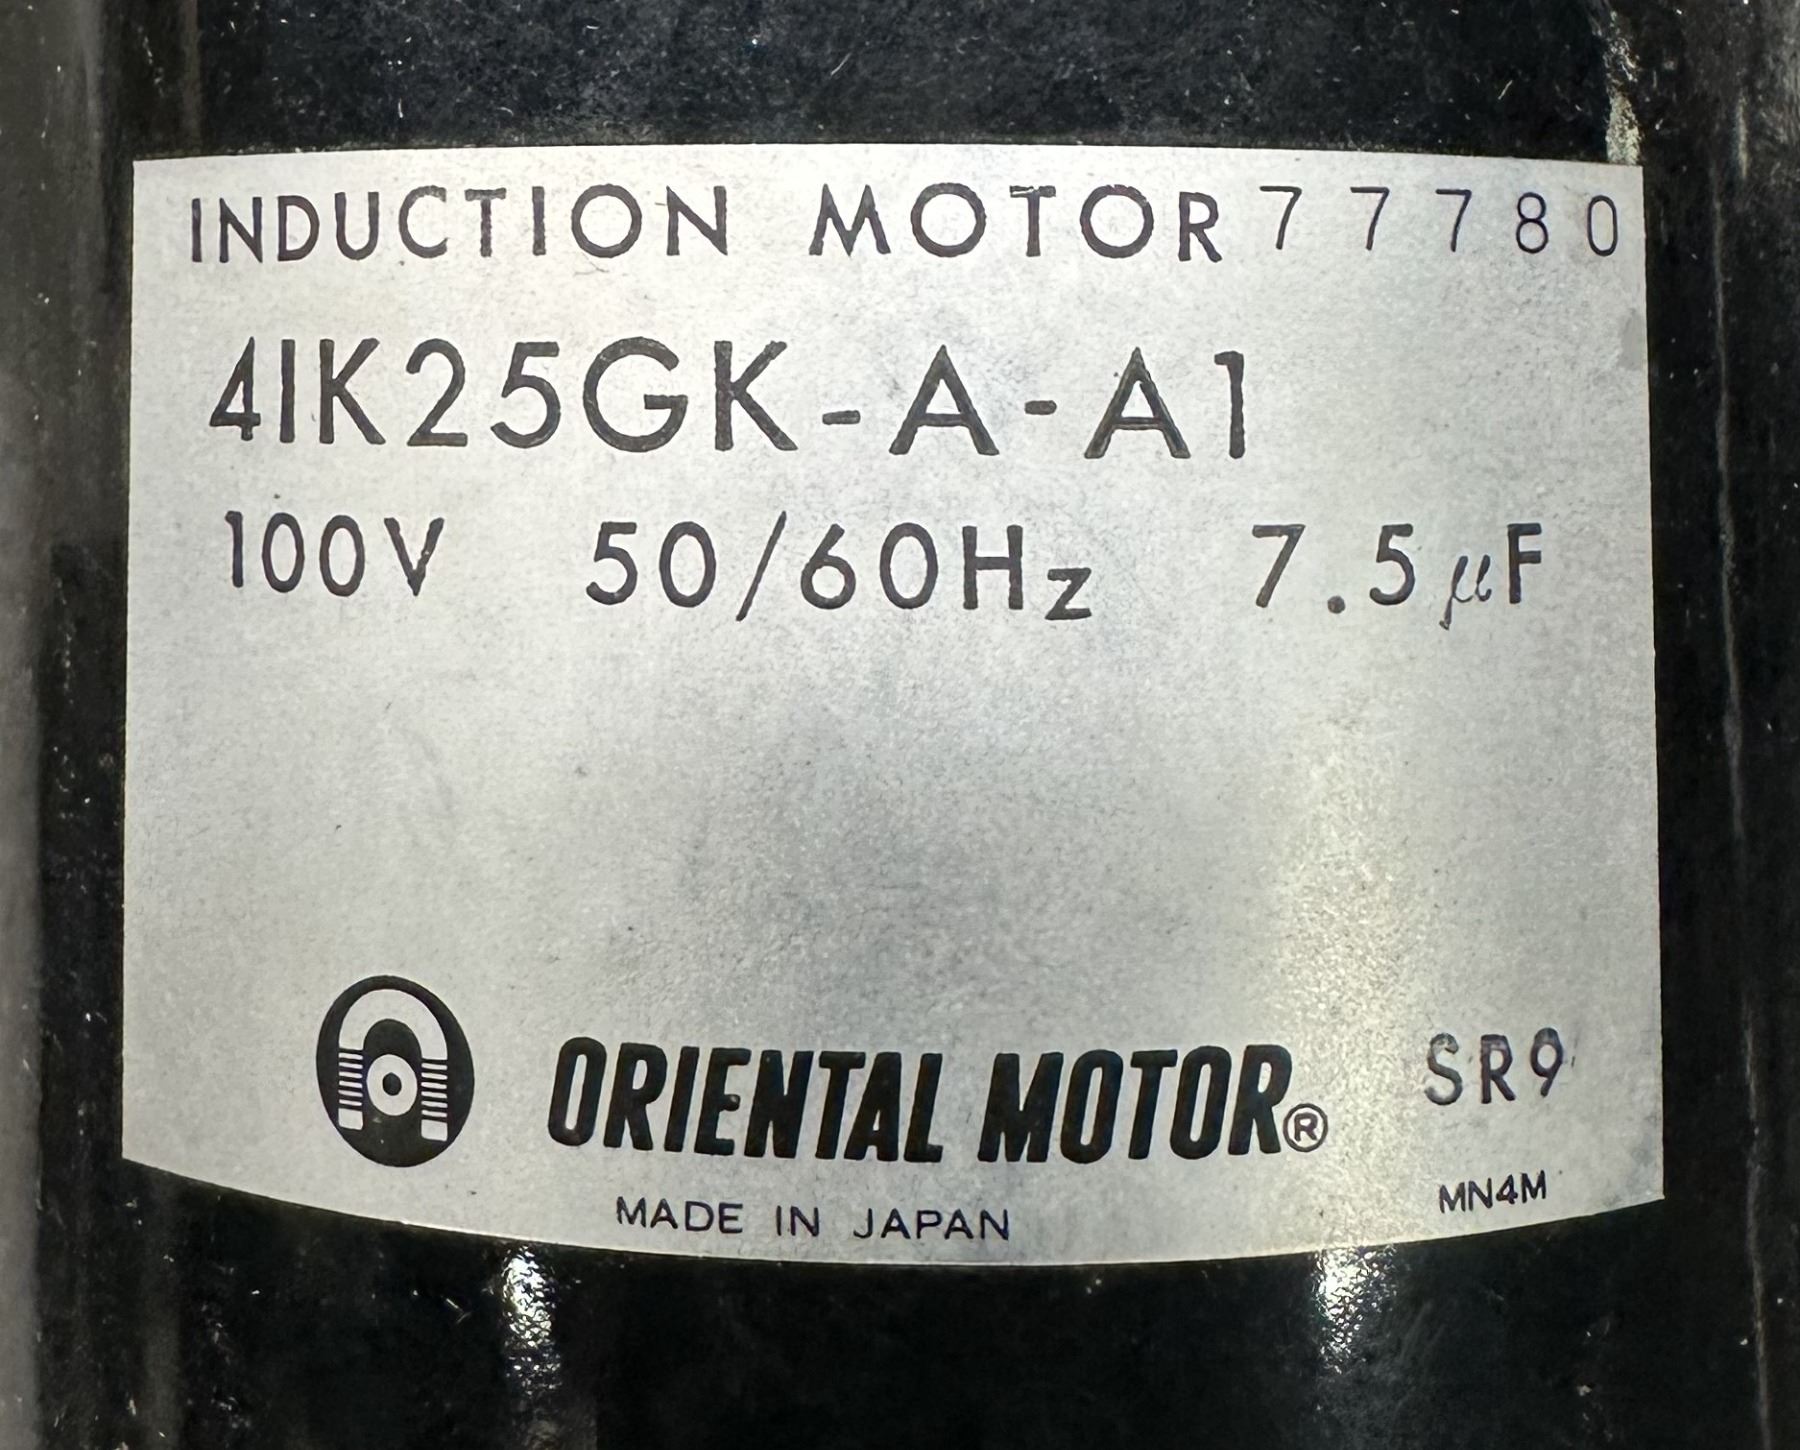 INDUCTION MOTOR 77780
4IK25GK-A-A1
100V 50/60Hz 7.5μF
ORIENTAL MOTOR® SR9
MADE IN JAPAN MN4M